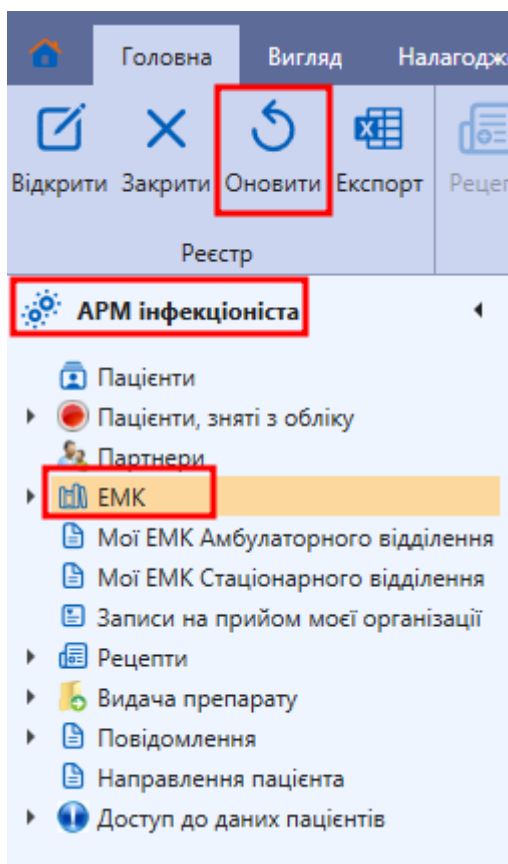 Головна Вигляд
Відкрити Закрити Оновити Експорт
Реєстр
АРМ інфекціоніста
Пацієнти
Пацієнти, зняті з обліку
Партнери
ЕМК
Мої ЕМК Амбулаторного відділення
Мої ЕМК Стаціонарного відділення
Записи на прийом моєї організації
Рецепти
Видача препарату
Повідомлення
Направлення пацієнта
Доступ до даних пацієнтів